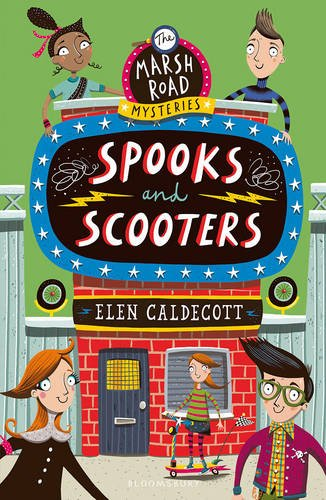 The
MARSH
ROAD
MYSTERIES
SPOOKS
and
SCOOTERS
ELEN CALDECOTT
BLOOMSBURY